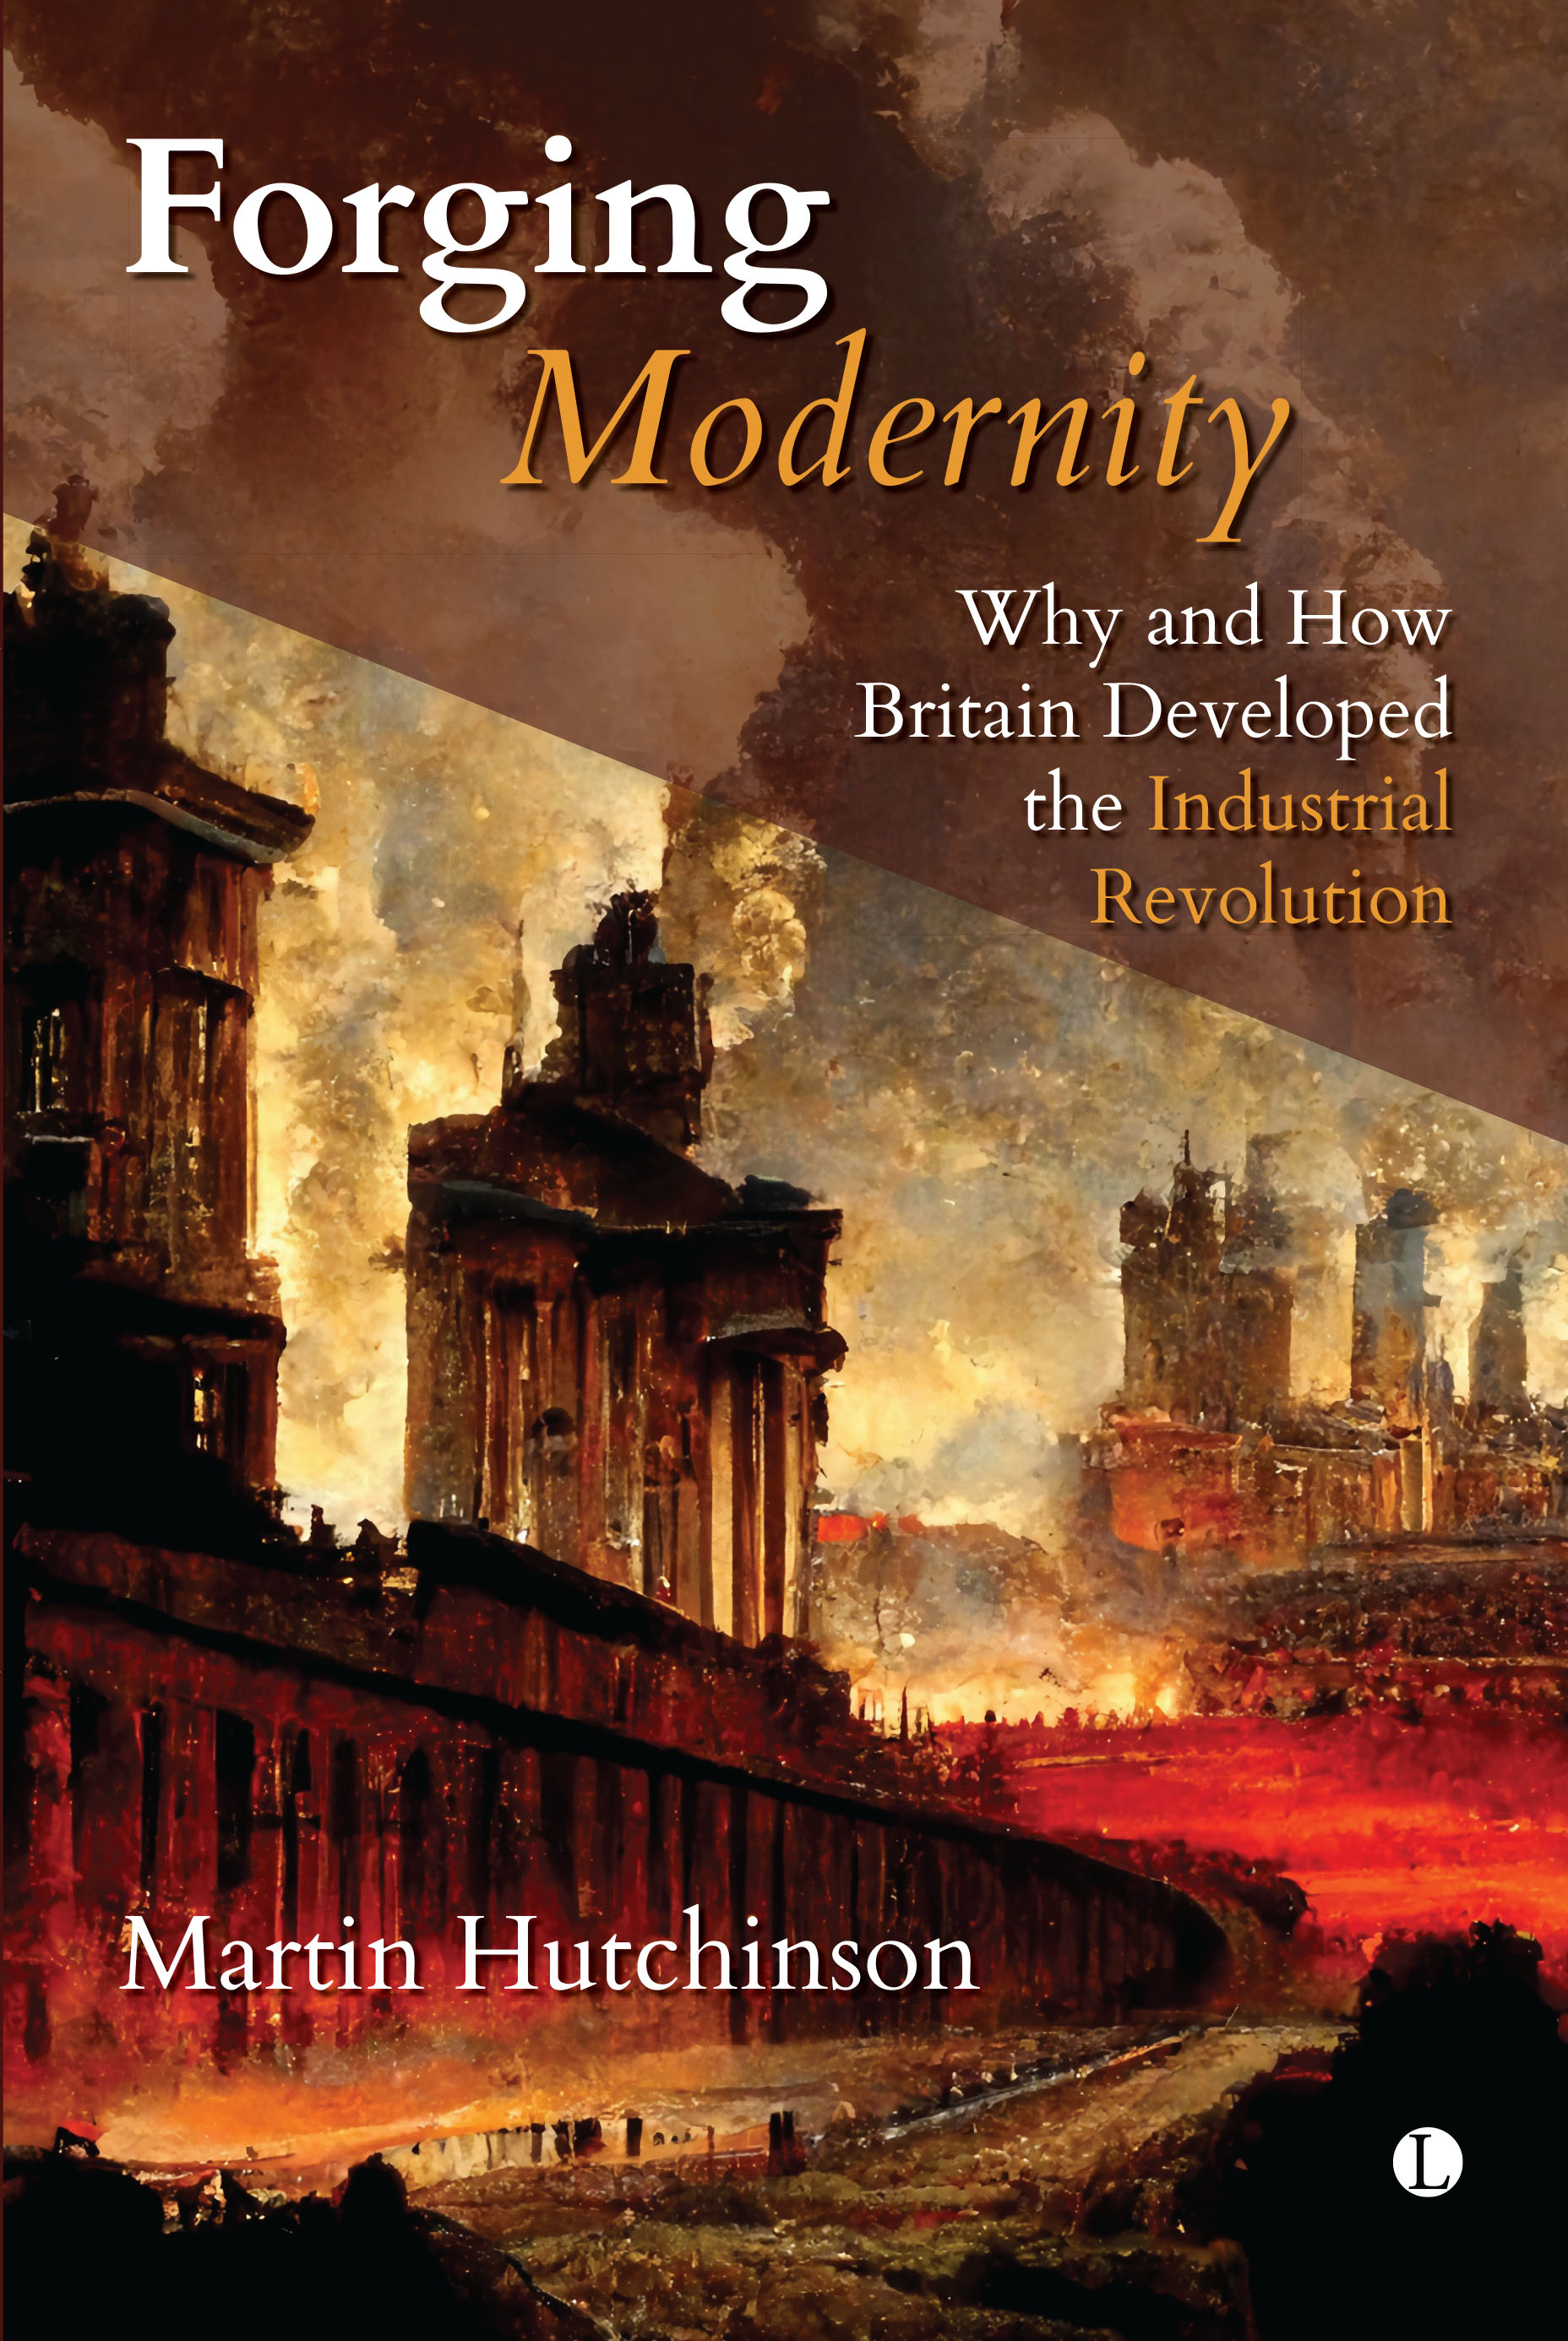 Forging
Modernity
Why and How
Britain Developed
the Industrial
Revolution
Martin Hutchinson
L